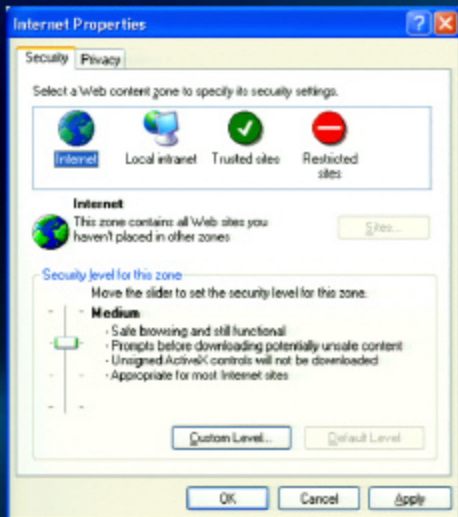 Internet Properties
Security Privacy
Select a Web content zone to specify its security settings.
Internet Local intranet Trusted sites Restricted sites
Internet
This zone contains all Web sites you
haven't placed in other zones
Sites...
Security level for this zone
Move the slider to set the security level for this zone:
Medium
- Safe browsing and still functional
- Prompts before downloading potentially unsafe content
- Unsigned ActiveX controls will not be downloaded
- Appropriate for most Internet sites
Custom Level... Default Level
OK Cancel Apply